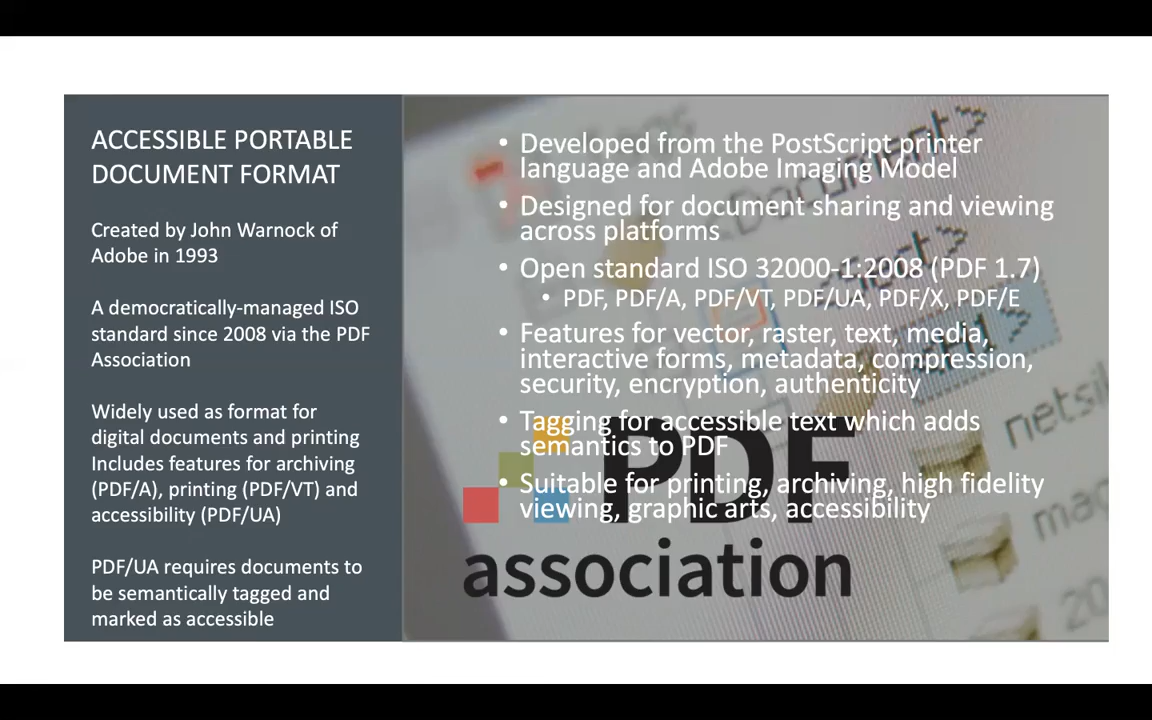 ACCESSIBLE PORTABLE
DOCUMENT FORMAT
Created by John Warnock of
Adobe in 1993
A democratically-managed ISO
standard since 2008 via the PDF
Association
Widely used as format for
digital documents and printing
Includes features for archiving
(PDF/A), printing (PDF/VT) and
accessibility (PDF/UA)
PDF/UA requires documents to
be semantically tagged and
marked as accessible
• Developed from the PostScript printer
language and Adobe Imaging Model
• Designed for document sharing and viewing
across platforms
• Open standard ISO 32000-1:2008 (PDF 1.7)
• PDF, PDF/A, PDF/VT, PDF/UA, PDF/X, PDF/E
• Features for vector, raster, text, media,
interactive forms, metadata, compression,
security, encryption, authenticity
• Tagging for accessible text which adds
semantics to PDF
• Suitable for printing, archiving, high fidelity
viewing, graphic arts, accessibility
PDF
association
<Document>
netsil
mac
20